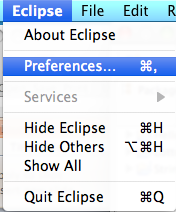 Eclipse File Edit
About Eclipse
Preferences... ⌘,
Services
Hide Eclipse ⌘H
Hide Others ⌥⌘H
Show All
Quit Eclipse ⌘Q